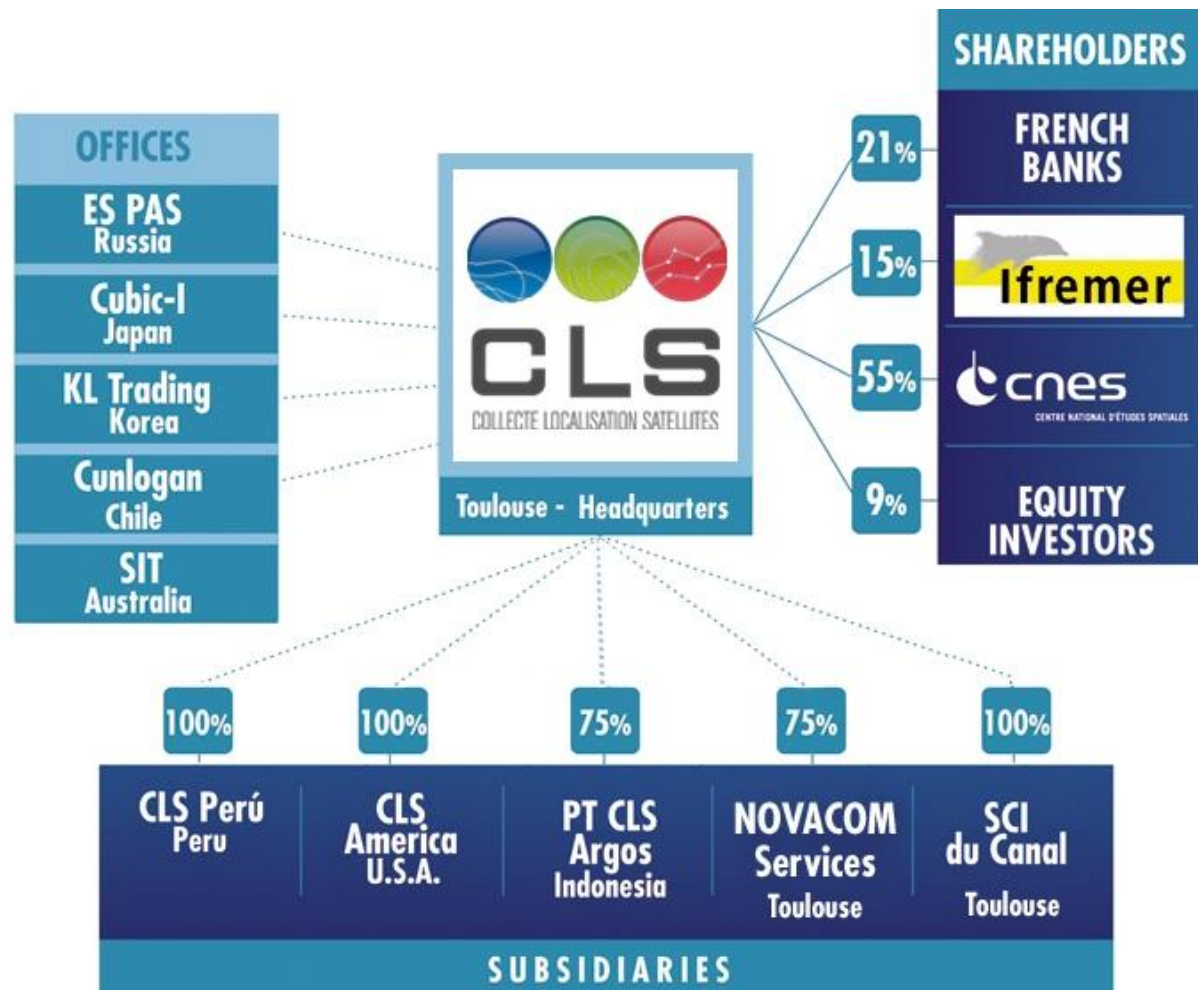 OFFICES
ES PAS
Russia
Cubic-I
Japan
KL Trading
Korea
Cunlogan
Chile
SIT
Australia
CLS
COLLECTE LOCALISATION SATELLITES
Toulouse - Headquarters
SHAREHOLDERS
21%
FRENCH
BANKS
15%
Ifremer
55%
cnes
CENTRE NATIONAL D'ÉTUDES SPATIALES
9%
EQUITY
INVESTORS
100%
100%
75%
75%
100%
CLS Perú
Peru
CLS
America
U.S.A.
PT CLS
Argos
Indonesia
NOVACOM
Services
Toulouse
SCI
du Canal
Toulouse
SUBSIDIARIES